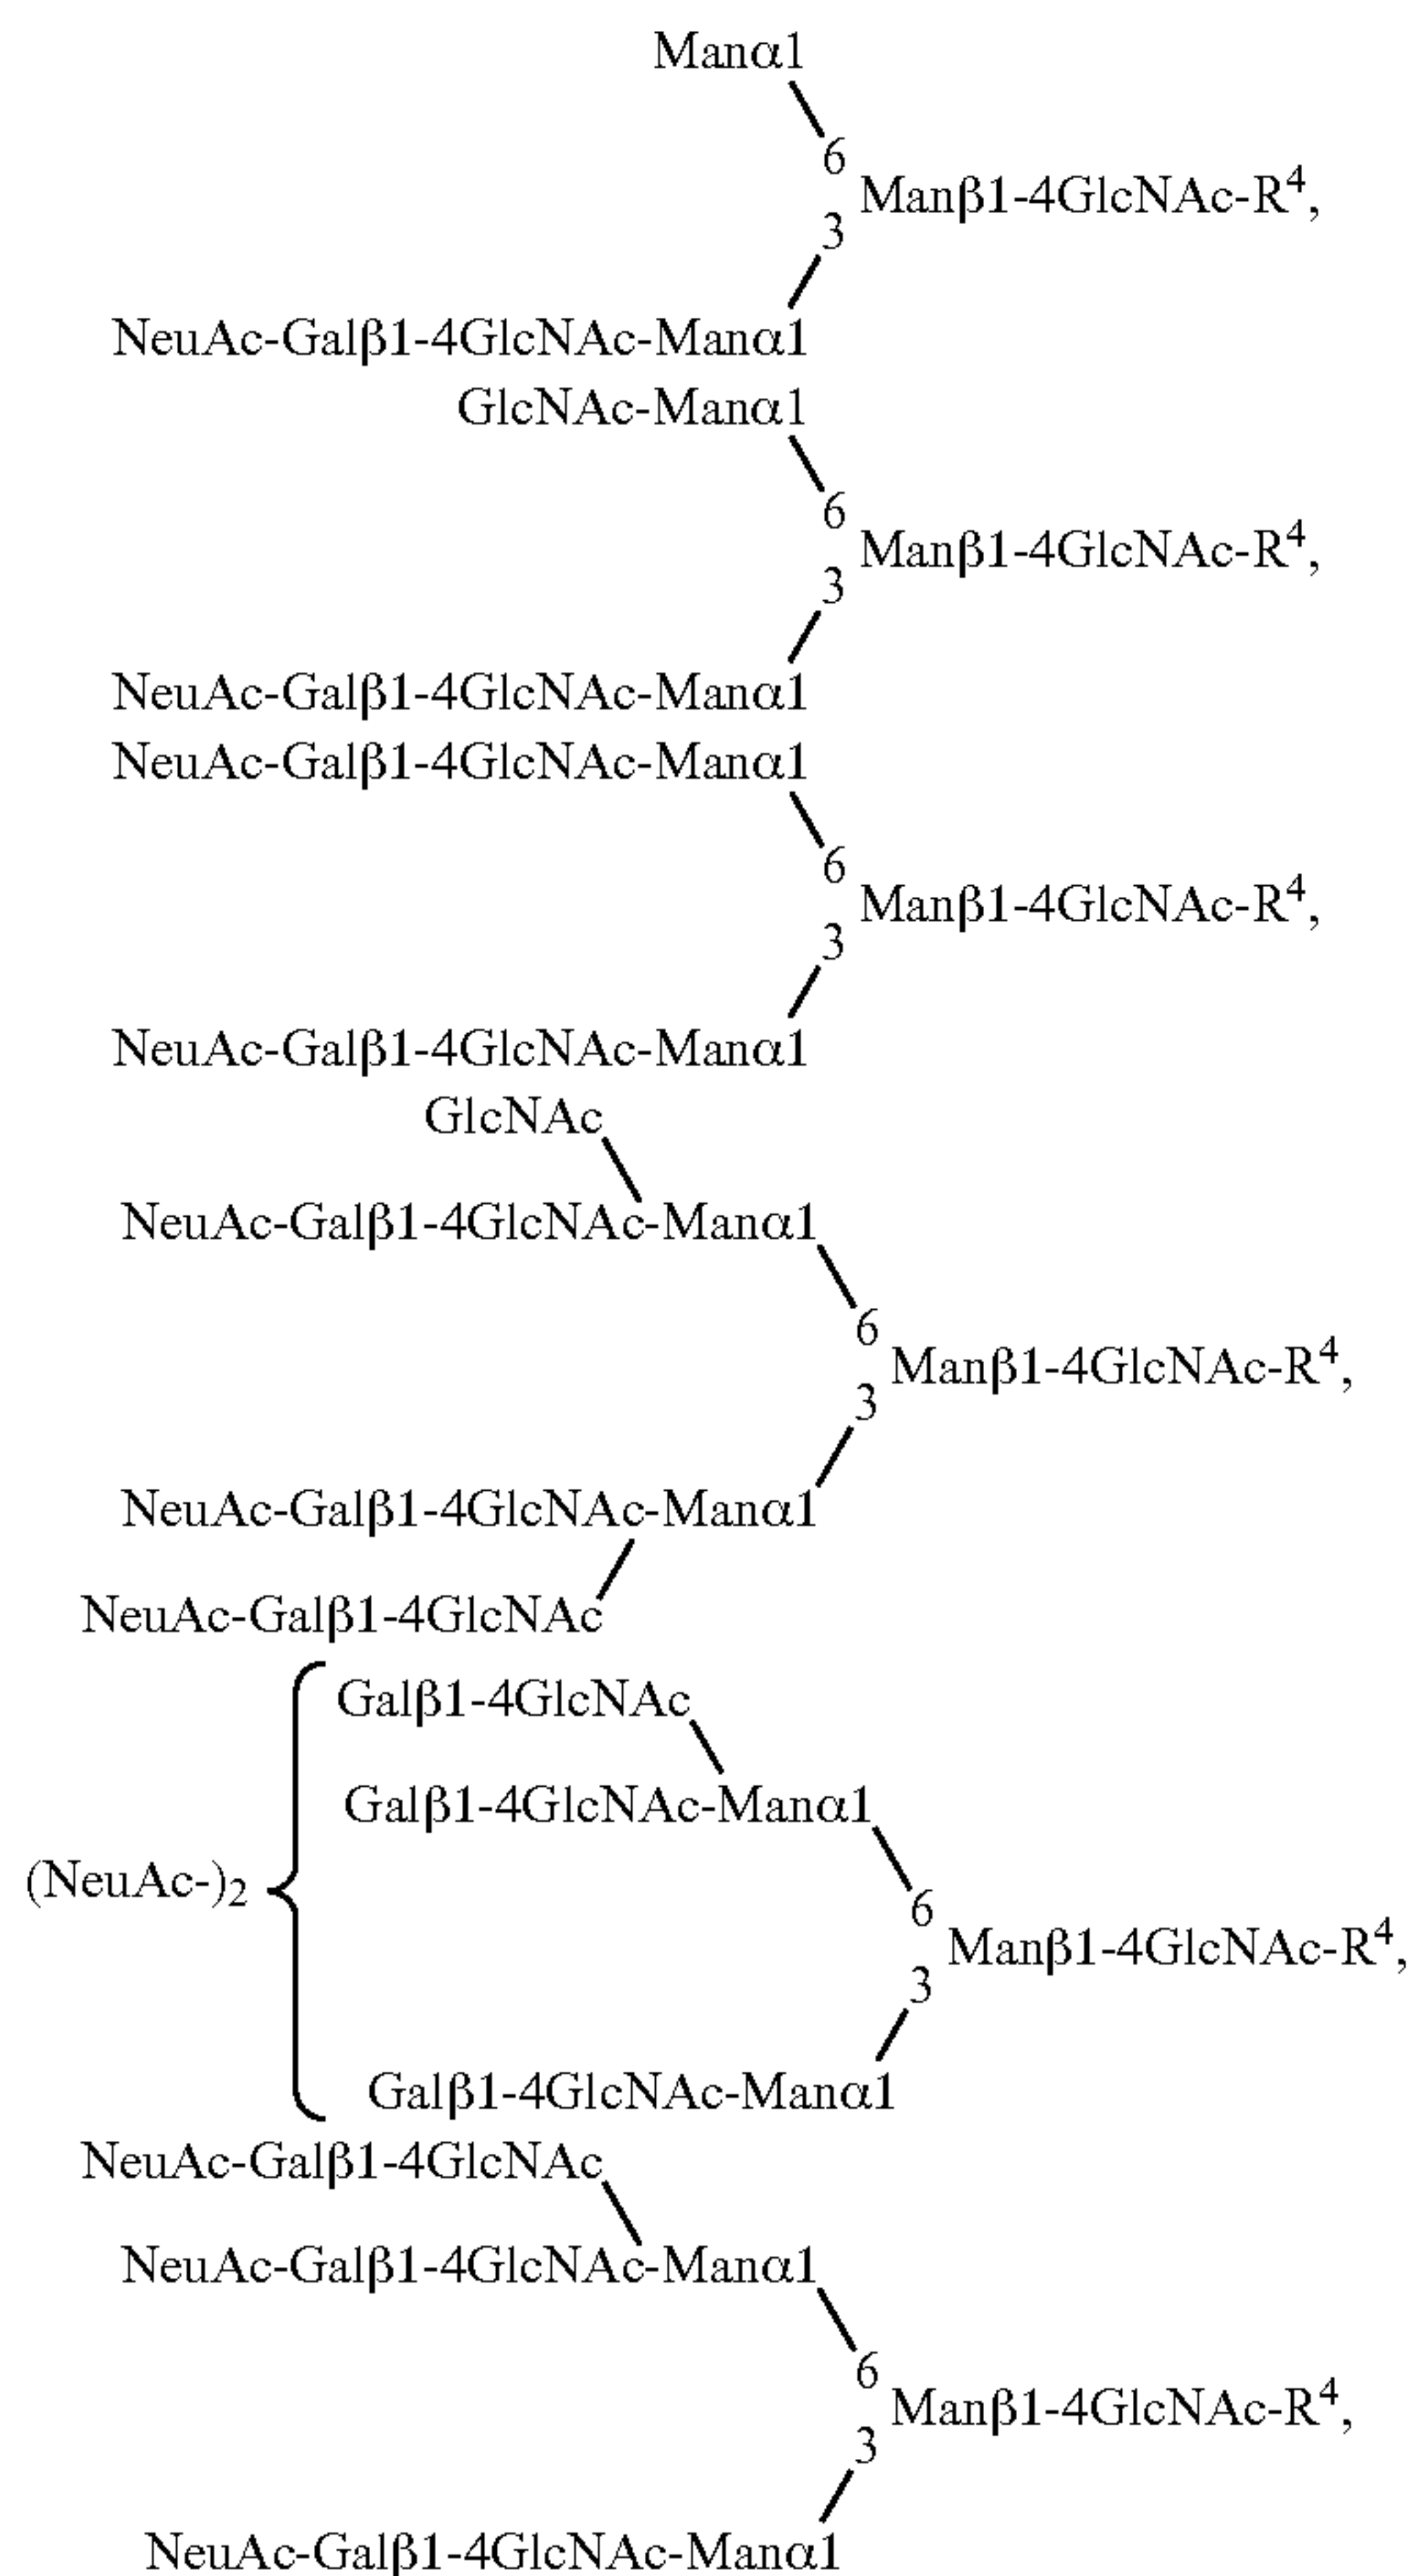 Manα1
6
Manβ1-4GlcNAc-R⁴,
3
NeuAc-Galβ1-4GlcNAc-Manα1
GlcNAc-Manα1
6
Manβ1-4GlcNAc-R⁴,
3
NeuAc-Galβ1-4GlcNAc-Manα1
NeuAc-Galβ1-4GlcNAc-Manα1
6
Manβ1-4GlcNAc-R⁴,
3
NeuAc-Galβ1-4GlcNAc-Manα1
GlcNAc
NeuAc-Galβ1-4GlcNAc-Manα1
6
Manβ1-4GlcNAc-R⁴,
3
NeuAc-Galβ1-4GlcNAc-Manα1
NeuAc-Galβ1-4GlcNAc
Galβ1-4GlcNAc
Galβ1-4GlcNAc-Manα1
(NeuAc-)₂
6
Manβ1-4GlcNAc-R⁴,
3
Galβ1-4GlcNAc-Manα1
NeuAc-Galβ1-4GlcNAc
NeuAc-Galβ1-4GlcNAc-Manα1
6
Manβ1-4GlcNAc-R⁴,
3
NeuAc-Galβ1-4GlcNAc-Manα1